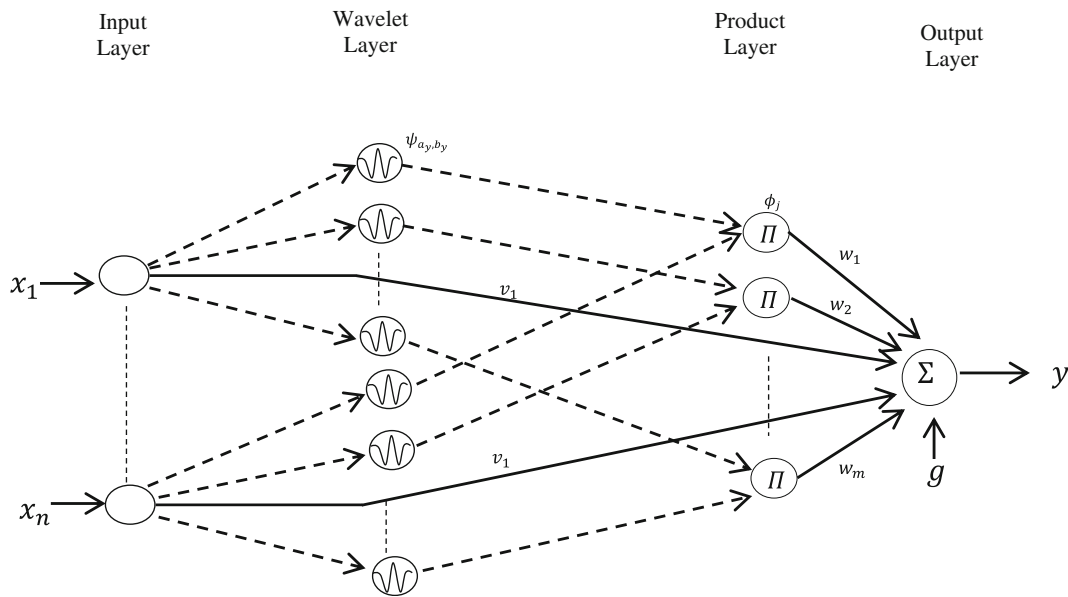 Input
Layer
Wavelet
Layer
Product
Layer
Output
Layer
ψ_{a_y,b_y}
ϕ_j
Π
w_1
x_1
v_1
Π
w_2
Σ
y
v_1
w_m
g
Π
x_n